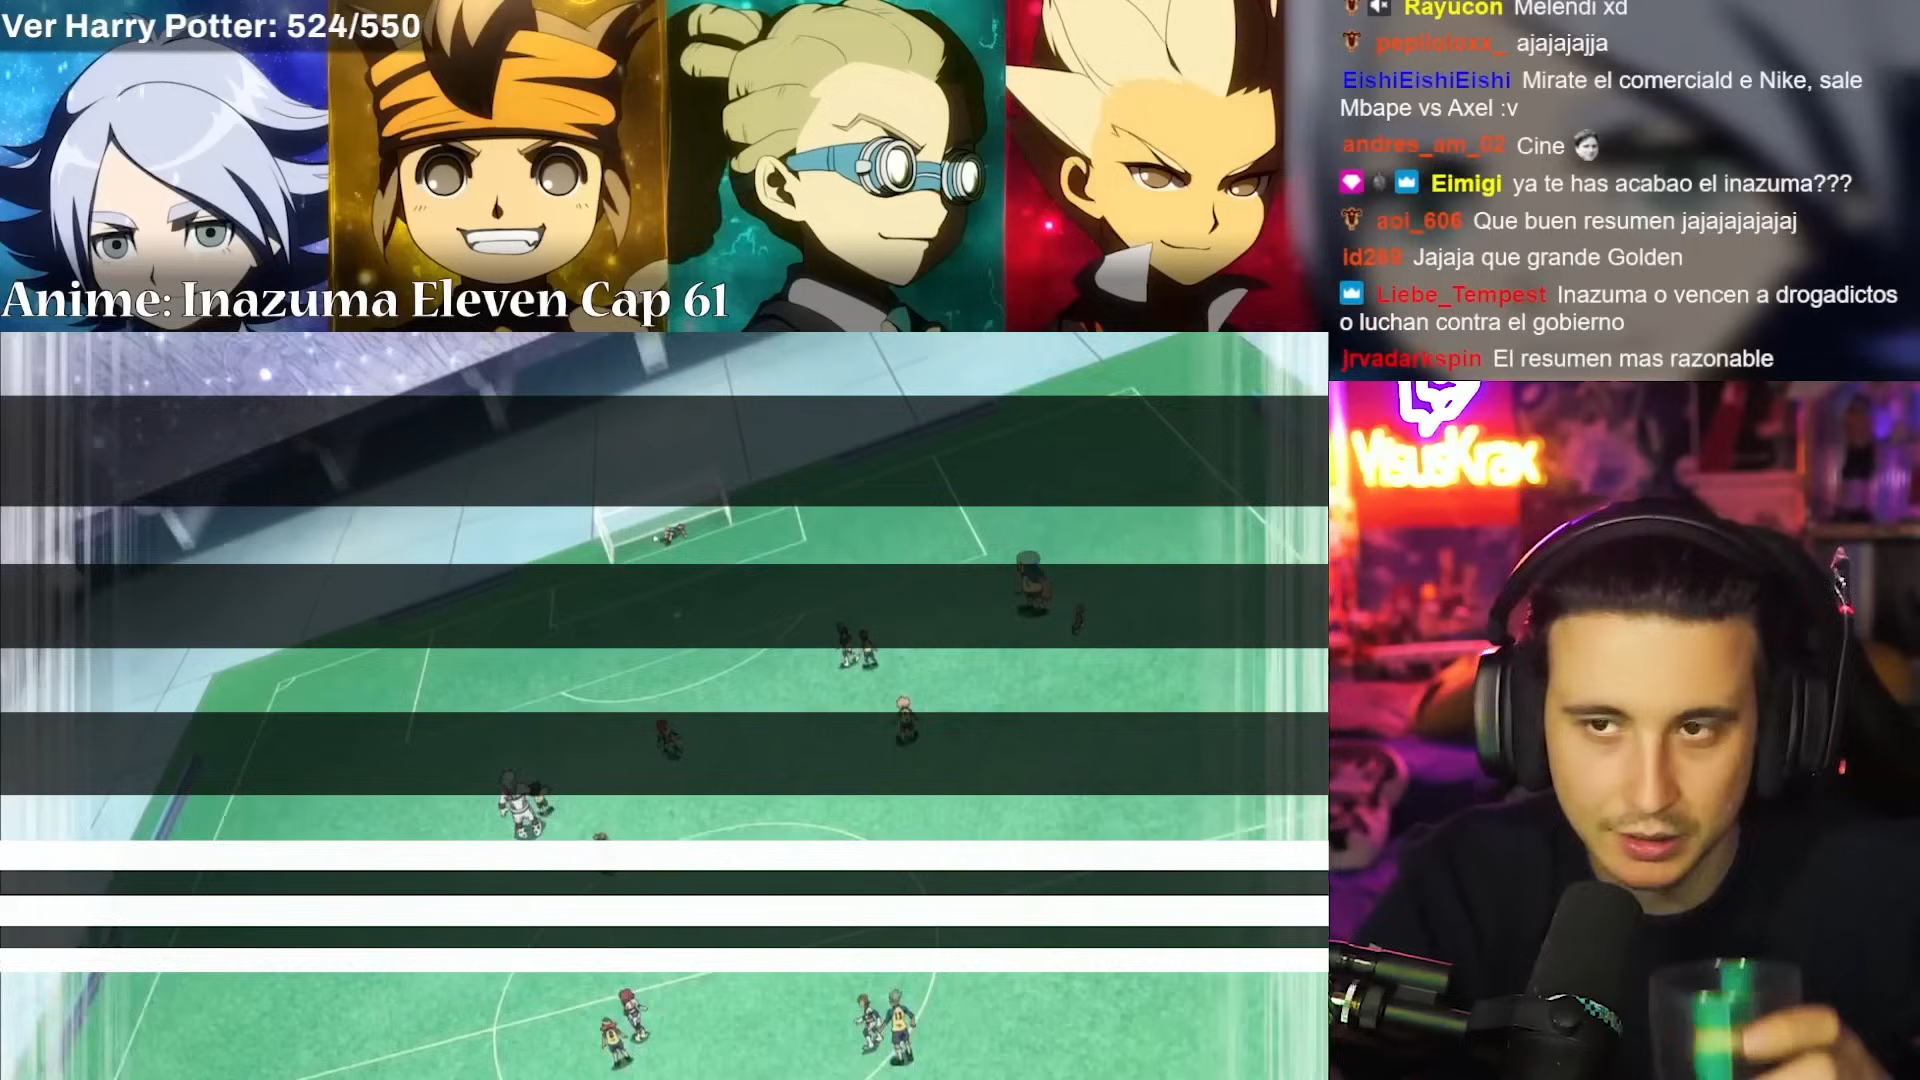 Ver Harry Potter: 524/550
Anime: Inazuma Eleven Cap 61
Rayucon Melendi xd
pepiioloxx_ ajajajajja
EishiEishiEishi Mirate el comerciald e Nike, sale
Mbape vs Axel :v
andres_am_02 Cine
Eimigi ya te has acabao el inazuma???
aoi_606 Que buen resumen jajajajajajaj
id269 Jajaja que grande Golden
Liebe_Tempest Inazuma o vencen a drogadictos
o luchan contra el gobierno
jrvadarkspin El resumen mas razonable
VisusKrax